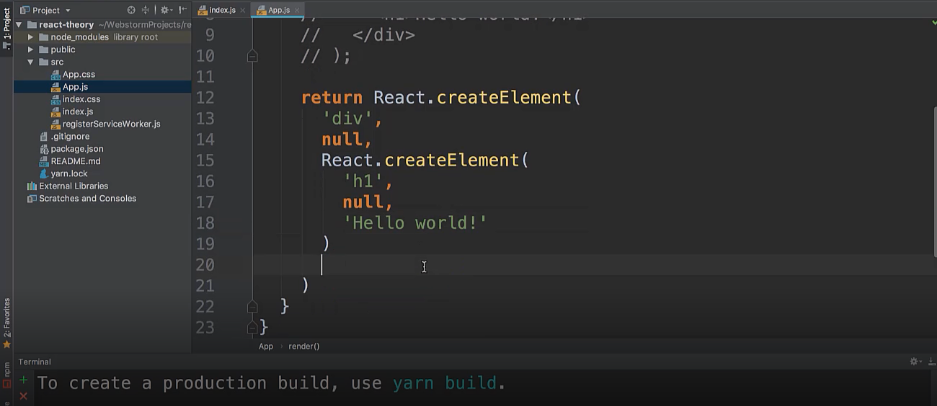 Project
index.js
App.js
1: Project
react-theory ~/WebstormProjects/re
node_modules library root
public
src
App.css
App.js
index.css
index.js
registerServiceWorker.js
.gitignore
package.json
README.md
yarn.lock
External Libraries
Scratches and Consoles
9 // </div>
10 // );
11
12 return React.createElement(
13 'div',
14 null,
15 React.createElement(
16 'h1',
17 null,
18 'Hello world!'
19 )
20
21 )
22 }
23 }
App › render()
2: Favorites
npm
Terminal
To create a production build, use yarn build.